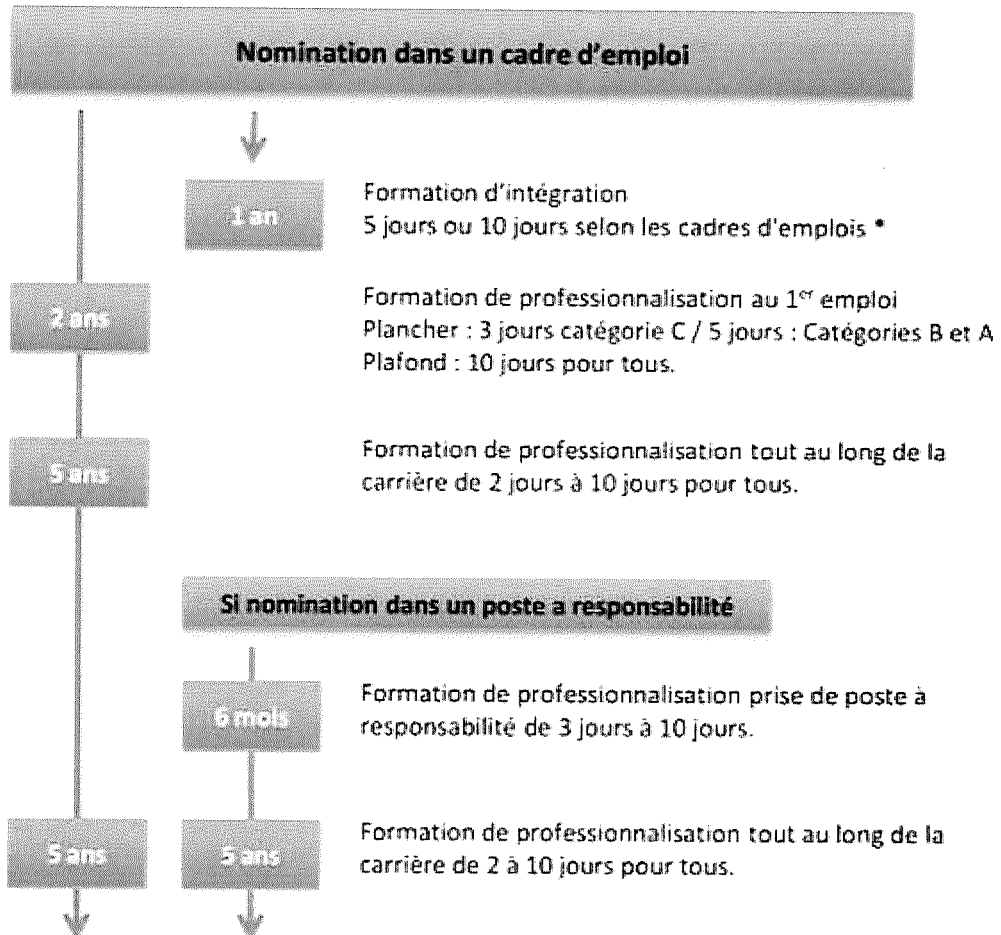 Nomination dans un cadre d'emploi
1 an
Formation d'intégration
5 jours ou 10 jours selon les cadres d'emplois *
2 ans
Formation de professionnalisation au 1er emploi
Plancher : 3 jours catégorie C / 5 jours : Catégories B et A
Plafond : 10 jours pour tous.
5 ans
Formation de professionnalisation tout au long de la
carrière de 2 jours à 10 jours pour tous.
Si nomination dans un poste a responsabilité
6 mois
Formation de professionnalisation prise de poste à
responsabilité de 3 jours à 10 jours.
5 ans
5 ans
Formation de professionnalisation tout au long de la
carrière de 2 à 10 jours pour tous.